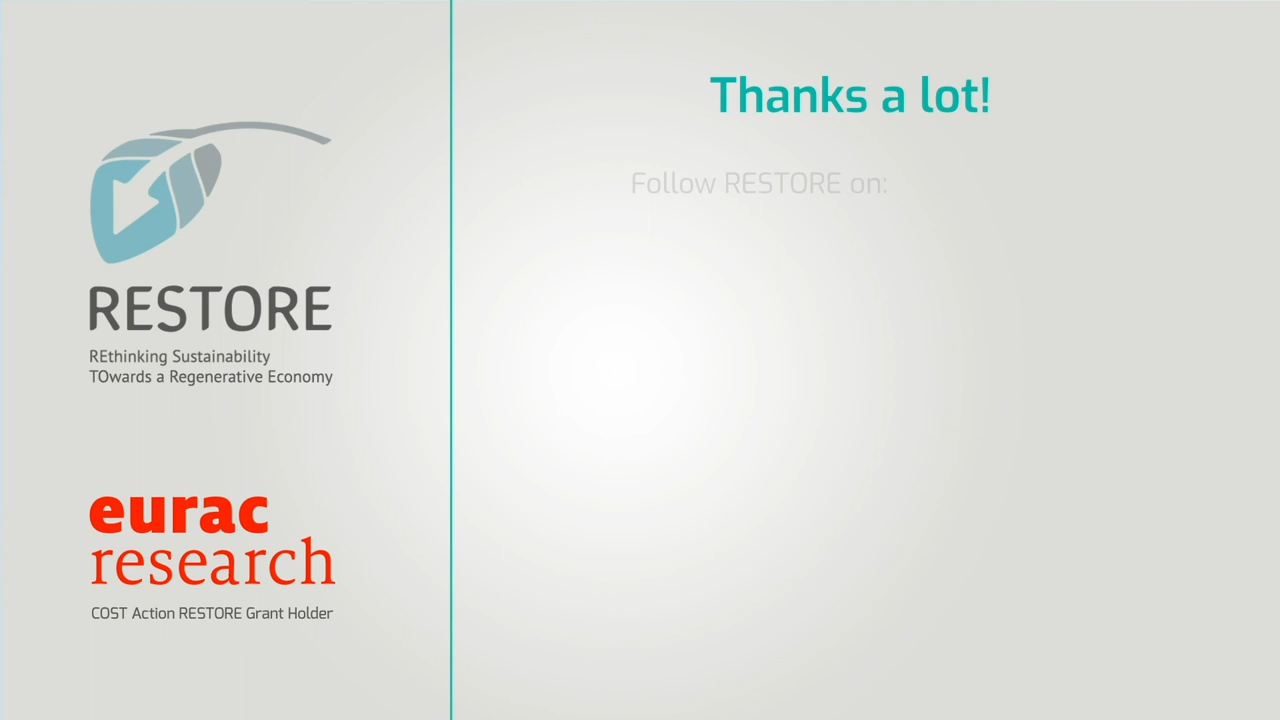 RESTORE
REthinking Sustainability
TOwards a Regenerative Economy
eurac
research
COST Action RESTORE Grant Holder
Thanks a lot!
Follow RESTORE on: